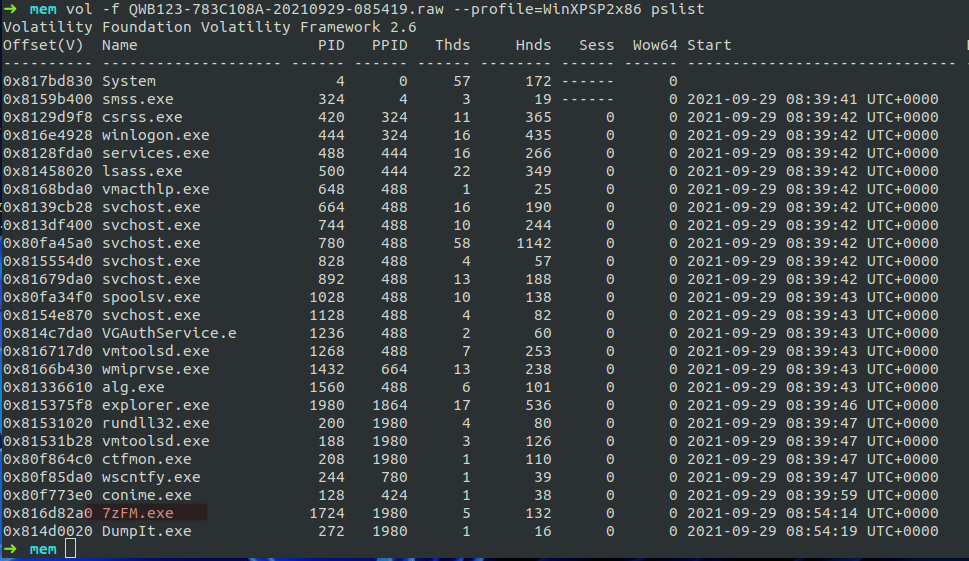 ➜ mem vol -f QWB123-783C108A-20210929-085419.raw --profile=WinXPSP2x86 pslist
Volatility Foundation Volatility Framework 2.6
Offset(V)  Name                    PID   PPID   Thds     Hnds   Sess  Wow64 Start
---------- -------------------- ------ ------ ------ -------- ------ ------ ------------------------------
0x817bd830 System                    4      0     57      172 ------      0
0x8159b400 smss.exe                324      4      3       19 ------      0 2021-09-29 08:39:41 UTC+0000
0x8129d9f8 csrss.exe               420    324     11      365      0      0 2021-09-29 08:39:42 UTC+0000
0x816e4928 winlogon.exe            444    324     16      435      0      0 2021-09-29 08:39:42 UTC+0000
0x8128fda0 services.exe            488    444     16      266      0      0 2021-09-29 08:39:42 UTC+0000
0x81458020 lsass.exe               500    444     22      349      0      0 2021-09-29 08:39:42 UTC+0000
0x8168bda0 vmacthlp.exe            648    488      1       25      0      0 2021-09-29 08:39:42 UTC+0000
0x8139cb28 svchost.exe             664    488     16      190      0      0 2021-09-29 08:39:42 UTC+0000
0x813df400 svchost.exe             744    488     10      244      0      0 2021-09-29 08:39:42 UTC+0000
0x80fa45a0 svchost.exe             780    488     58     1142      0      0 2021-09-29 08:39:42 UTC+0000
0x815554d0 svchost.exe             828    488      4       57      0      0 2021-09-29 08:39:42 UTC+0000
0x81679da0 svchost.exe             892    488     13      188      0      0 2021-09-29 08:39:42 UTC+0000
0x80fa34f0 spoolsv.exe            1028    488     10      138      0      0 2021-09-29 08:39:43 UTC+0000
0x8154e870 svchost.exe            1128    488      4       82      0      0 2021-09-29 08:39:43 UTC+0000
0x814c7da0 VGAuthService.e        1236    488      2       60      0      0 2021-09-29 08:39:43 UTC+0000
0x816717d0 vmtoolsd.exe           1268    488      7      253      0      0 2021-09-29 08:39:43 UTC+0000
0x8166b430 wmiprvse.exe           1432    664     13      238      0      0 2021-09-29 08:39:43 UTC+0000
0x81336610 alg.exe                1560    488      6      101      0      0 2021-09-29 08:39:43 UTC+0000
0x815375f8 explorer.exe           1980   1864     17      536      0      0 2021-09-29 08:39:46 UTC+0000
0x81531020 rundll32.exe            200   1980      4       80      0      0 2021-09-29 08:39:47 UTC+0000
0x81531b28 vmtoolsd.exe            188   1980      3      126      0      0 2021-09-29 08:39:47 UTC+0000
0x80f864c0 ctfmon.exe              208   1980      1      110      0      0 2021-09-29 08:39:47 UTC+0000
0x80f85da0 wscntfy.exe             244    780      1       39      0      0 2021-09-29 08:39:47 UTC+0000
0x80f773e0 conime.exe              128    424      1       38      0      0 2021-09-29 08:39:59 UTC+0000
0x816d82a0 7zFM.exe               1724   1980      5      132      0      0 2021-09-29 08:54:14 UTC+0000
0x814d0020 DumpIt.exe              272   1980      1       16      0      0 2021-09-29 08:54:19 UTC+0000
➜ mem